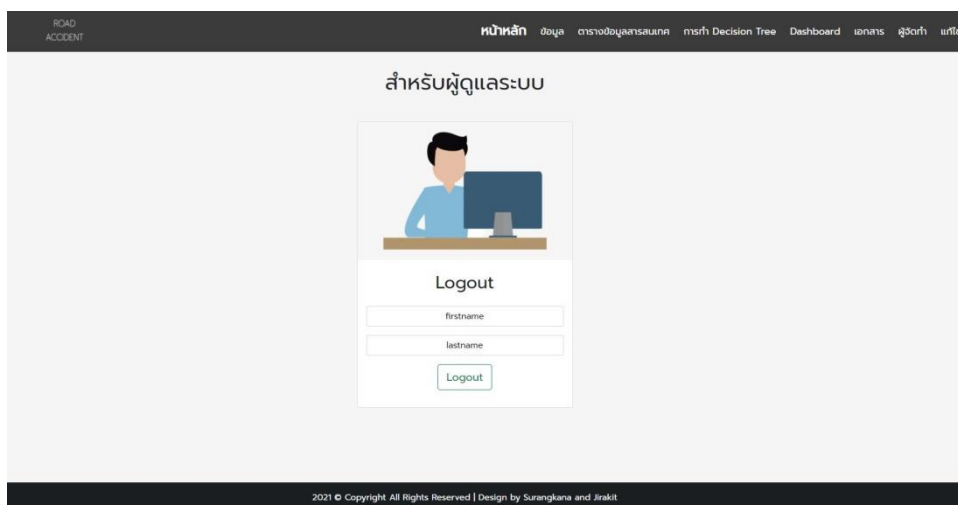 ROAD
ACCIDENT
หน้าหลัก ข้อมูล ตารางข้อมูลสารสนเทศ การทำ Decision Tree Dashboard เอกสาร ผู้จัดทำ
สำหรับผู้ดูแลระบบ
Logout
firstname
lastname
Logout
2021 © Copyright All Rights Reserved | Design by Surangkana and Jirakit